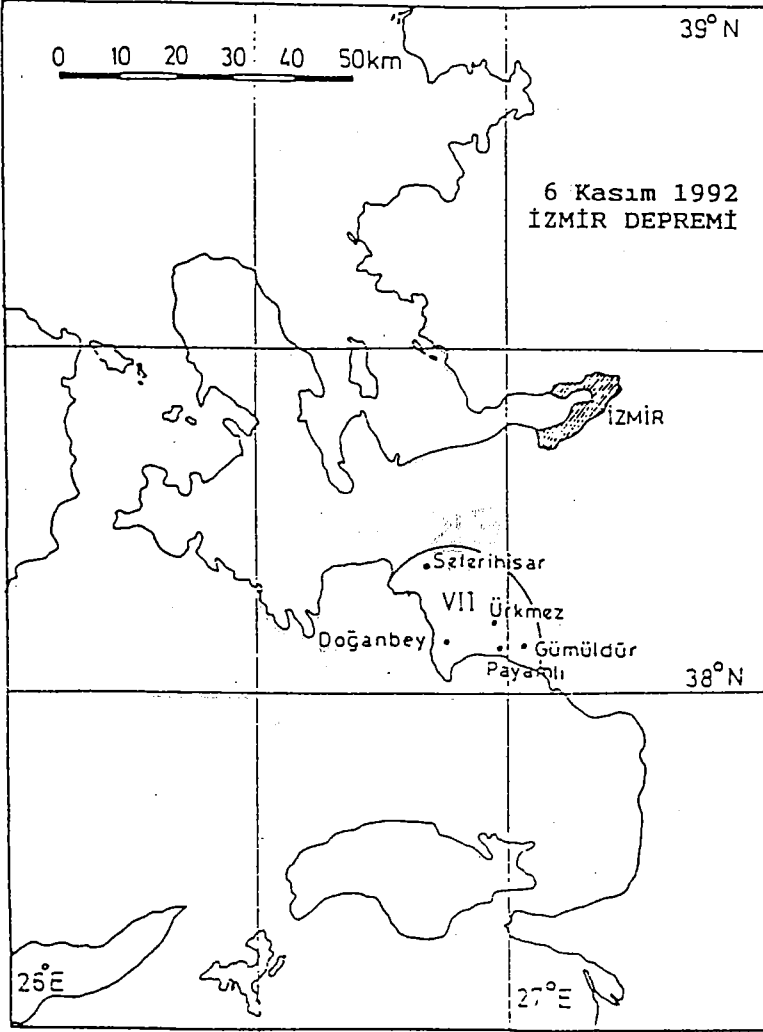 39°N
0 10 20 30 40 50km
6 Kasım 1992
İZMİR DEPREMİ
İZMİR
Seferihisar
VII
Ürkmez
Doğanbey
Gümüldür
Payamlı
38°N
26°E
27°E